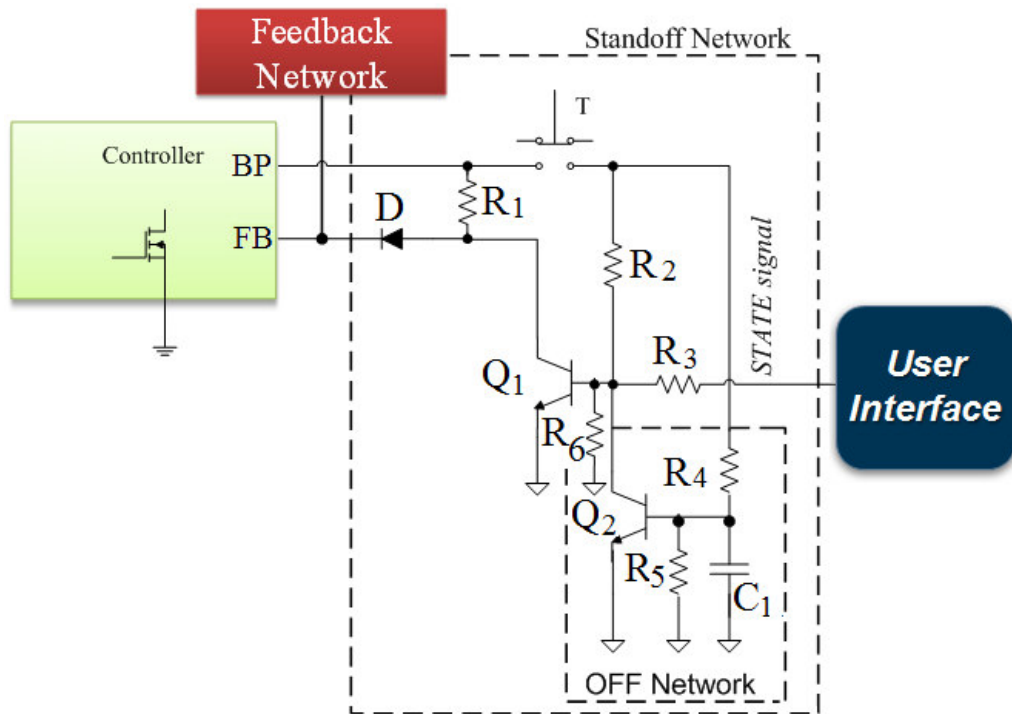 Feedback
Network
Standoff Network
T
Controller
BP
R1
D
FB
R2
STATE signal
R3
User
Interface
Q1
R6
R4
Q2
R5
C1
OFF Network